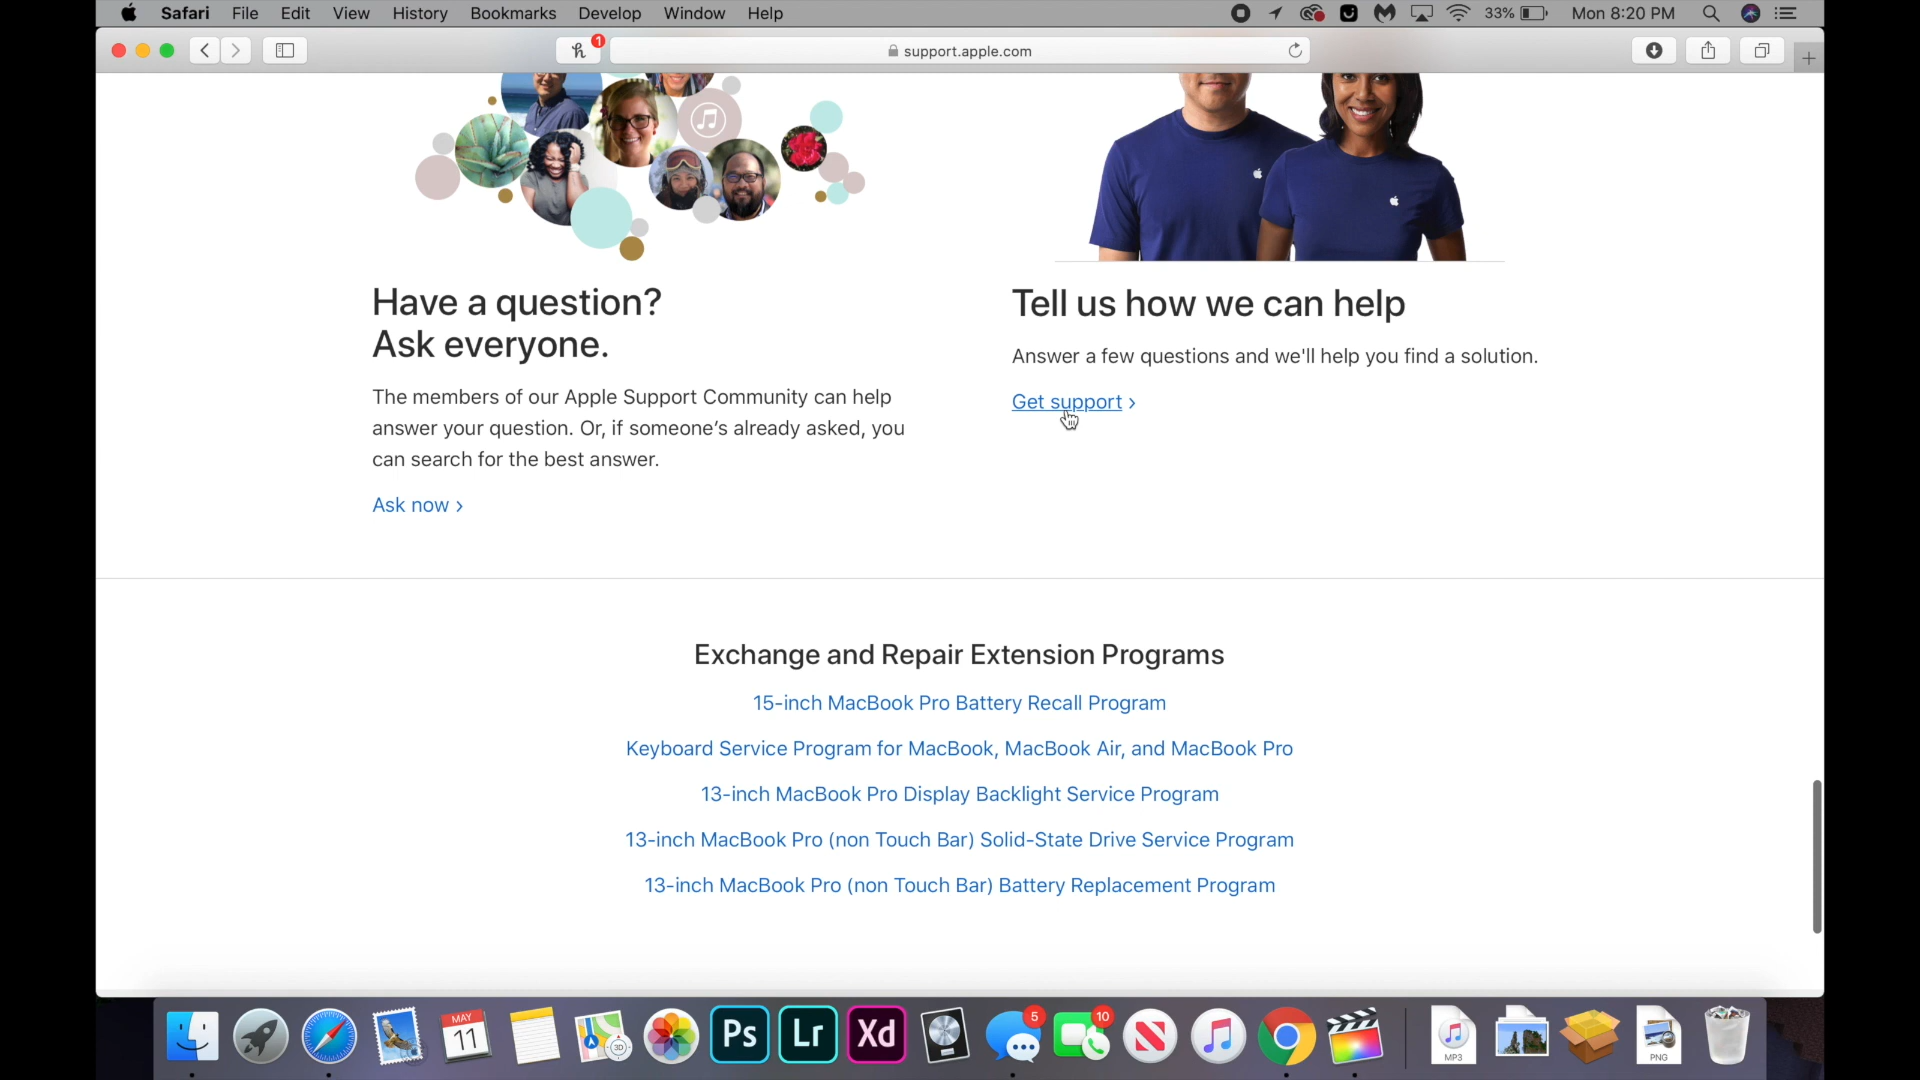 Safari File Edit View History Bookmarks Develop Window Help 33% Mon 8:20 PM
1
support.apple.com
Have a question?
Ask everyone.
The members of our Apple Support Community can help
answer your question. Or, if someone’s already asked, you
can search for the best answer.
Ask now ›
Tell us how we can help
Answer a few questions and we'll help you find a solution.
Get support ›
Exchange and Repair Extension Programs
15-inch MacBook Pro Battery Recall Program
Keyboard Service Program for MacBook, MacBook Air, and MacBook Pro
13-inch MacBook Pro Display Backlight Service Program
13-inch MacBook Pro (non Touch Bar) Solid-State Drive Service Program
13-inch MacBook Pro (non Touch Bar) Battery Replacement Program
MAY
11
3D
Ps
Lr
Xd
5
10
MP3
PNG